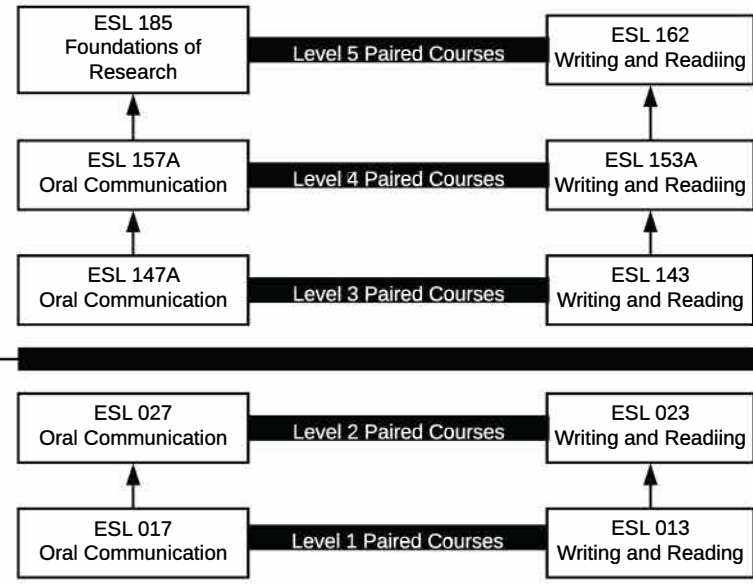 ESL 185
Foundations of
Research
Level 5 Paired Courses
ESL 162
Writing and Readiing
ESL 157A
Oral Communication
Level 4 Paired Courses
ESL 153A
Writing and Readiing
ESL 147A
Oral Communication
Level 3 Paired Courses
ESL 143
Writing and Reading
ESL 027
Oral Communication
Level 2 Paired Courses
ESL 023
Writing and Readiing
ESL 017
Oral Communication
Level 1 Paired Courses
ESL 013
Writing and Reading